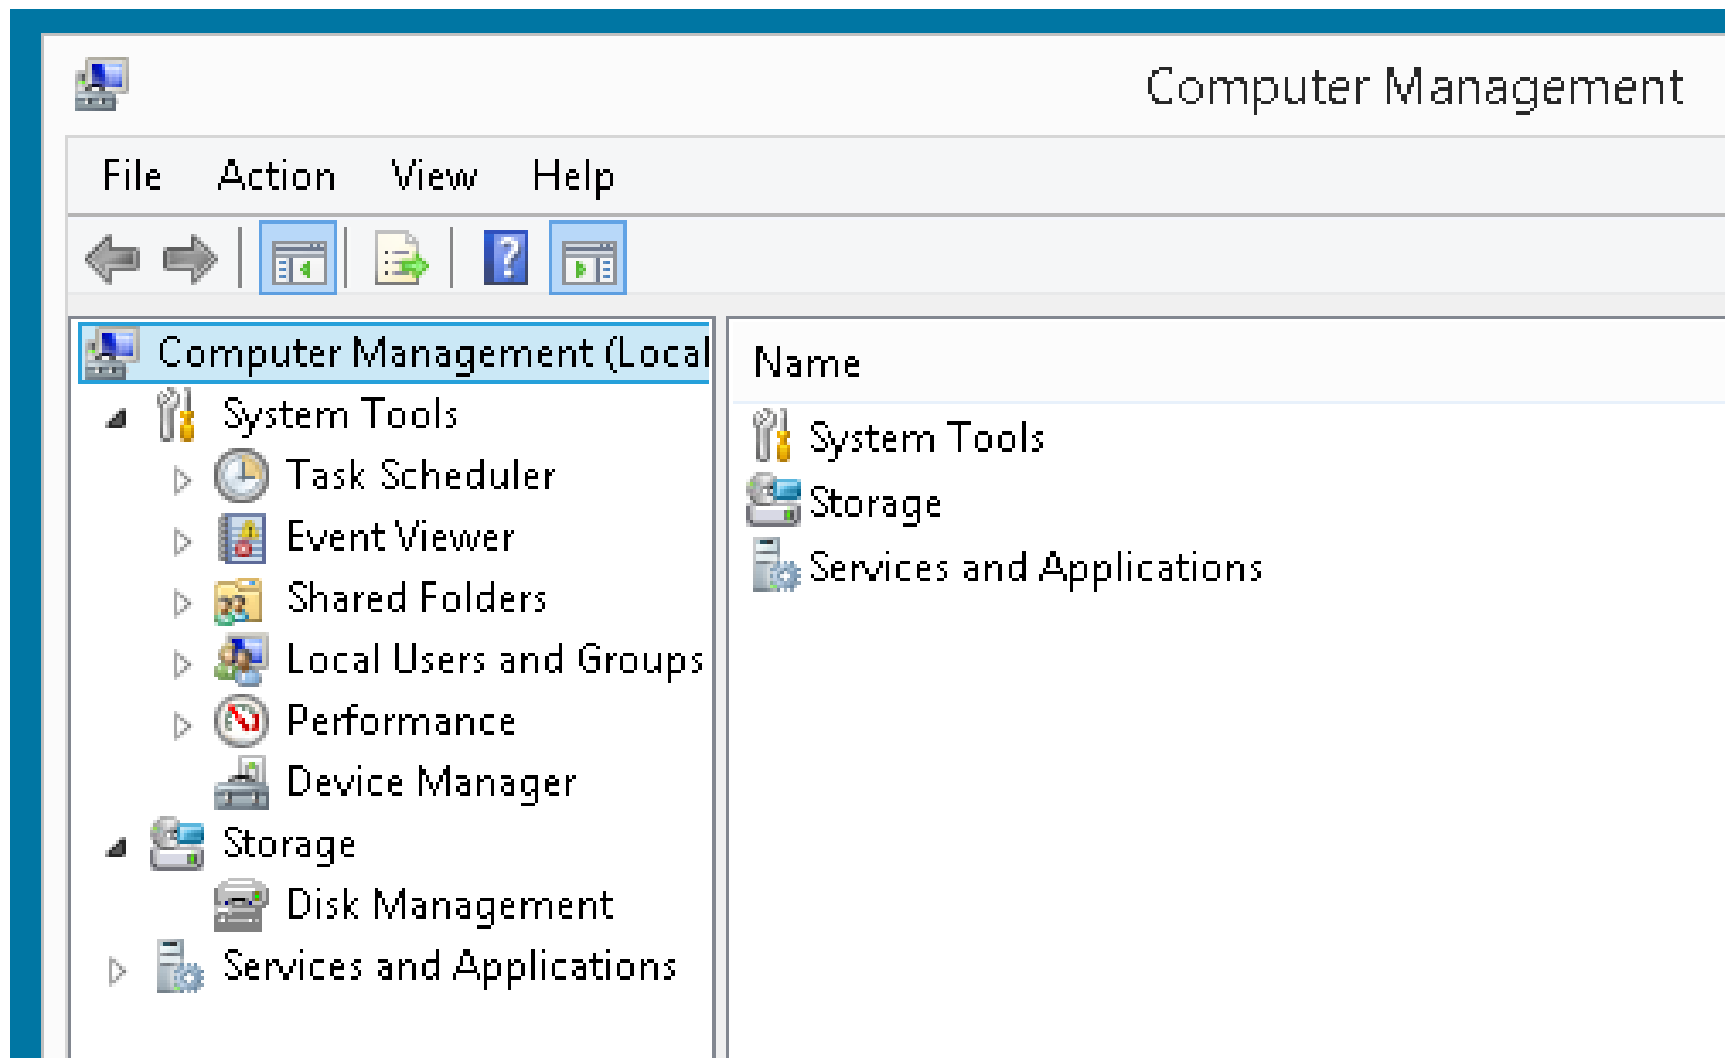 Computer Management
File Action View Help
Computer Management (Local
System Tools
Task Scheduler
Event Viewer
Shared Folders
Local Users and Groups
Performance
Device Manager
Storage
Disk Management
Services and Applications
Name
System Tools
Storage
Services and Applications